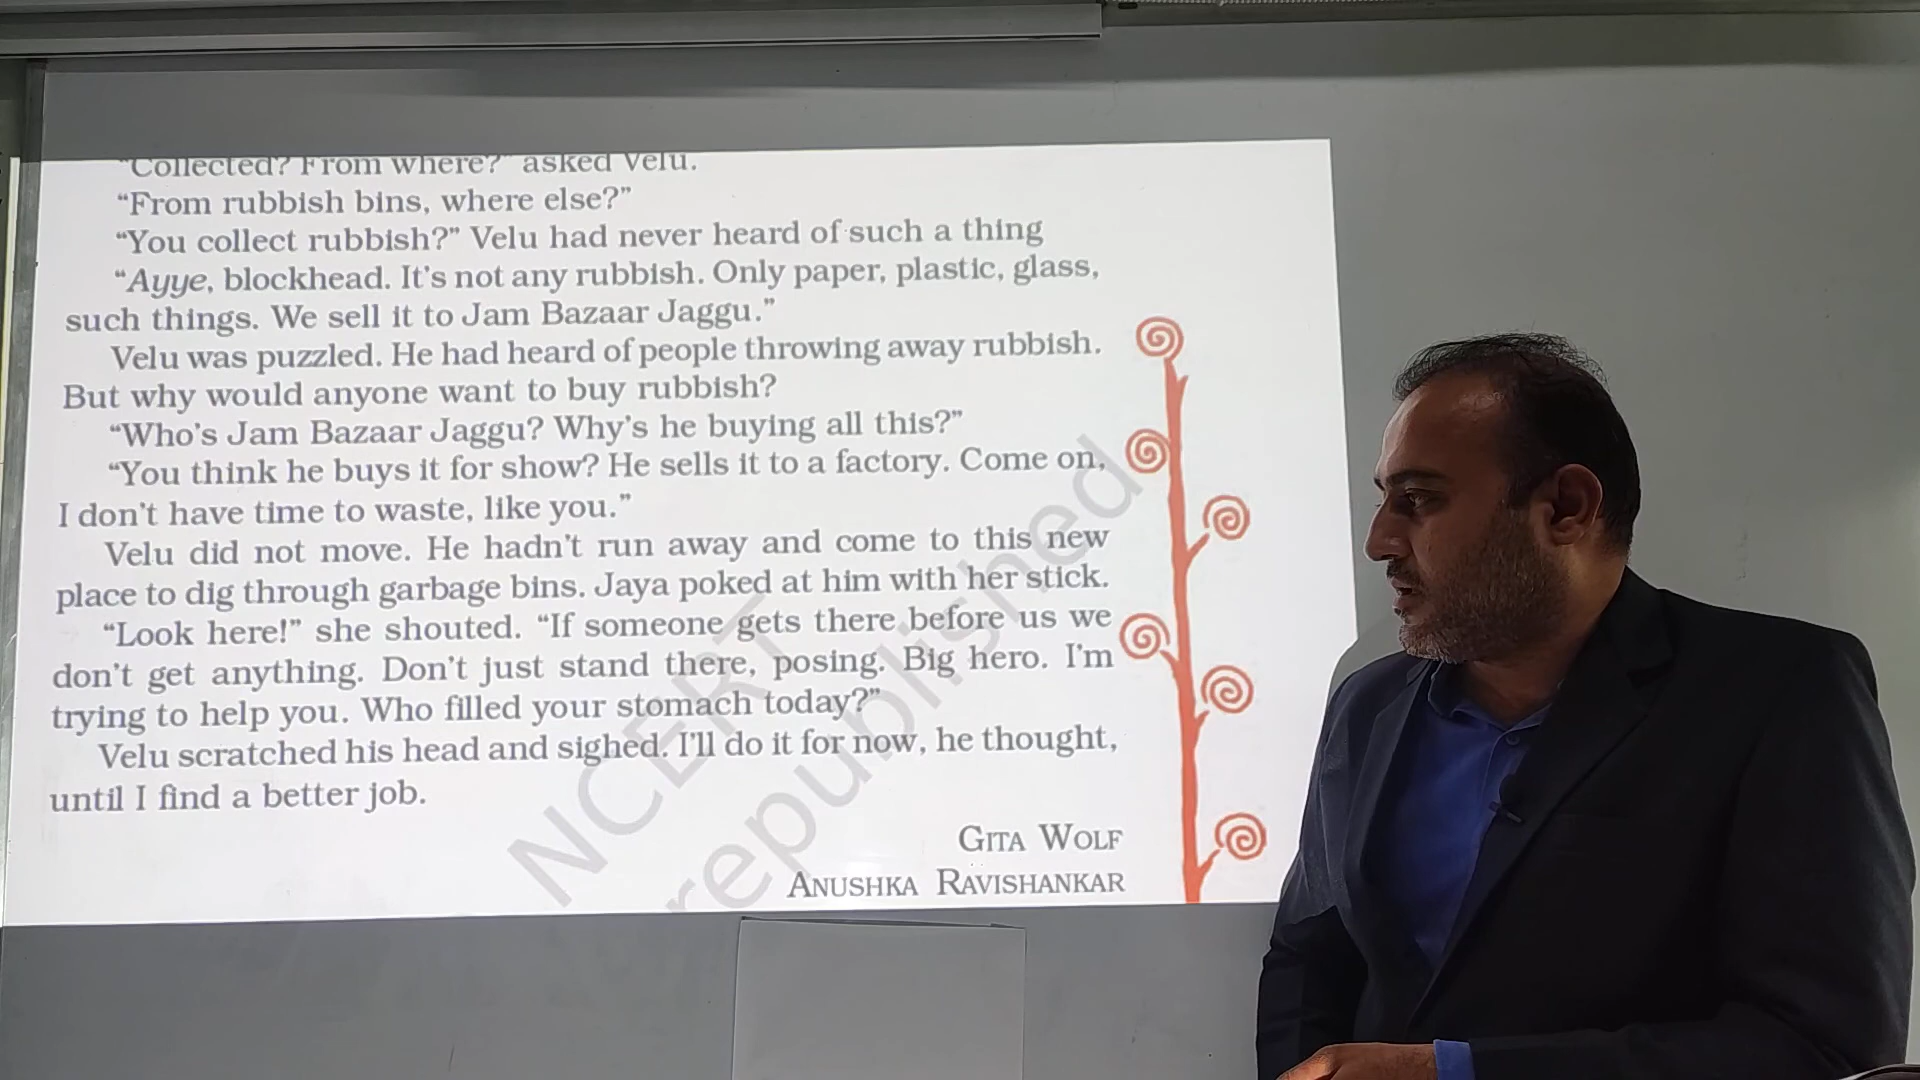 "Collected? From where?" asked Velu.
"From rubbish bins, where else?"
"You collect rubbish?" Velu had never heard of such a thing
"Ayye, blockhead. It's not any rubbish. Only paper, plastic, glass,
such things. We sell it to Jam Bazaar Jaggu."
Velu was puzzled. He had heard of people throwing away rubbish.
But why would anyone want to buy rubbish?
"Who's Jam Bazaar Jaggu? Why's he buying all this?"
"You think he buys it for show? He sells it to a factory. Come on,
I don't have time to waste, like you."
Velu did not move. He hadn't run away and come to this new
place to dig through garbage bins. Jaya poked at him with her stick.
"Look here!" she shouted. "If someone gets there before us we
don't get anything. Don't just stand there, posing. Big hero. I'm
trying to help you. Who filled your stomach today?"
Velu scratched his head and sighed. I'll do it for now, he thought,
until I find a better job.
GITA WOLF
ANUSHKA RAVISHANKAR
NCERT
republished